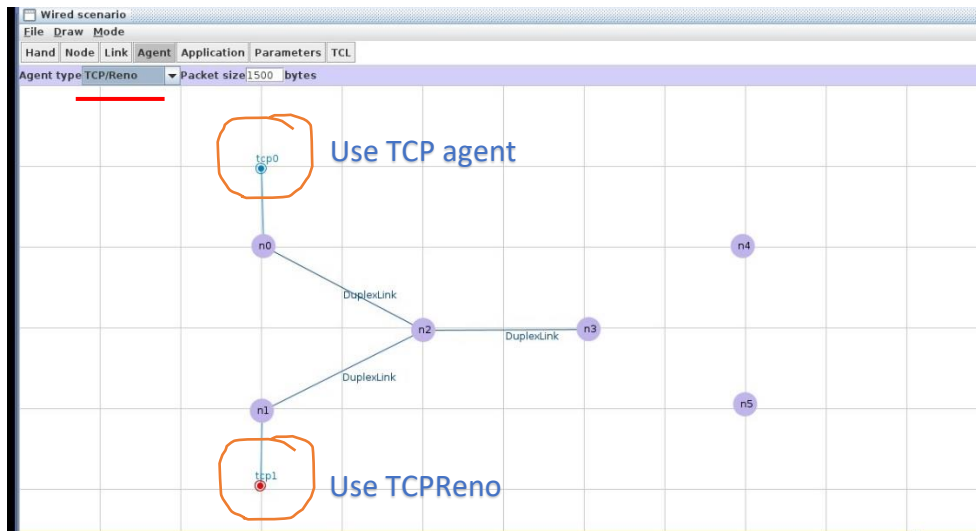 Wired scenario
File Draw Mode
Hand Node Link Agent Application Parameters TCL
Agent type TCP/Reno Packet size 1500 bytes
tcp0
Use TCP agent
n0
n4
DuplexLink
n2
n3
DuplexLink
DuplexLink
n1
n5
tcp1
Use TCPReno